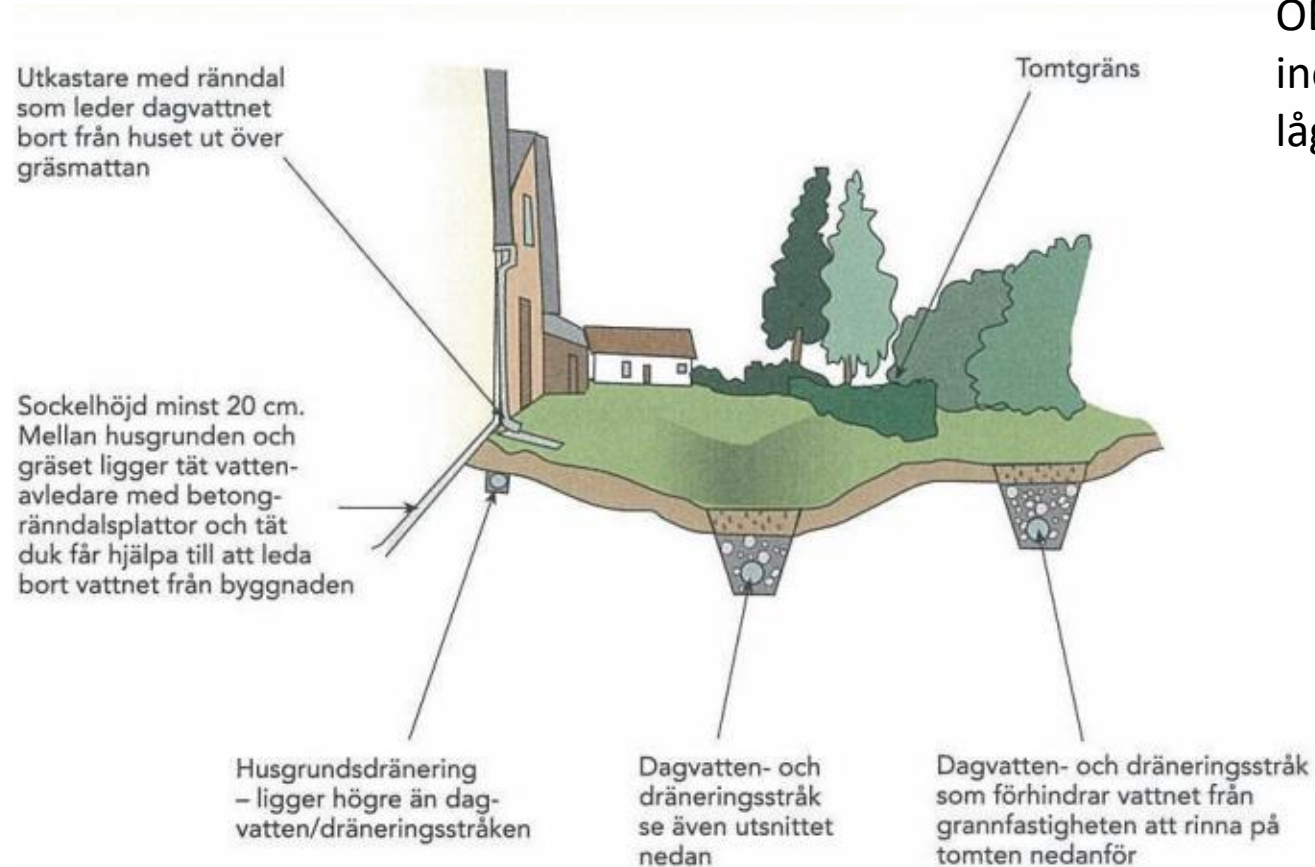 Utkastare med ränndal
som leder dagvattnet
bort från huset ut över
gräsmattan
Tomtgräns
Sockelhöjd minst 20 cm.
Mellan husgrunden och
gräset ligger tät vatten-
avledare med betong-
ränndalsplattor och tät
duk får hjälpa till att leda
bort vattnet från byggnaden
Husgrundsdränering
– ligger högre än dag-
vatten/dräneringsstråken
Dagvatten- och
dräneringsstråk
se även utsnittet
nedan
Dagvatten- och dräneringsstråk
som förhindrar vattnet från
grannfastigheten att rinna på
tomten nedanför